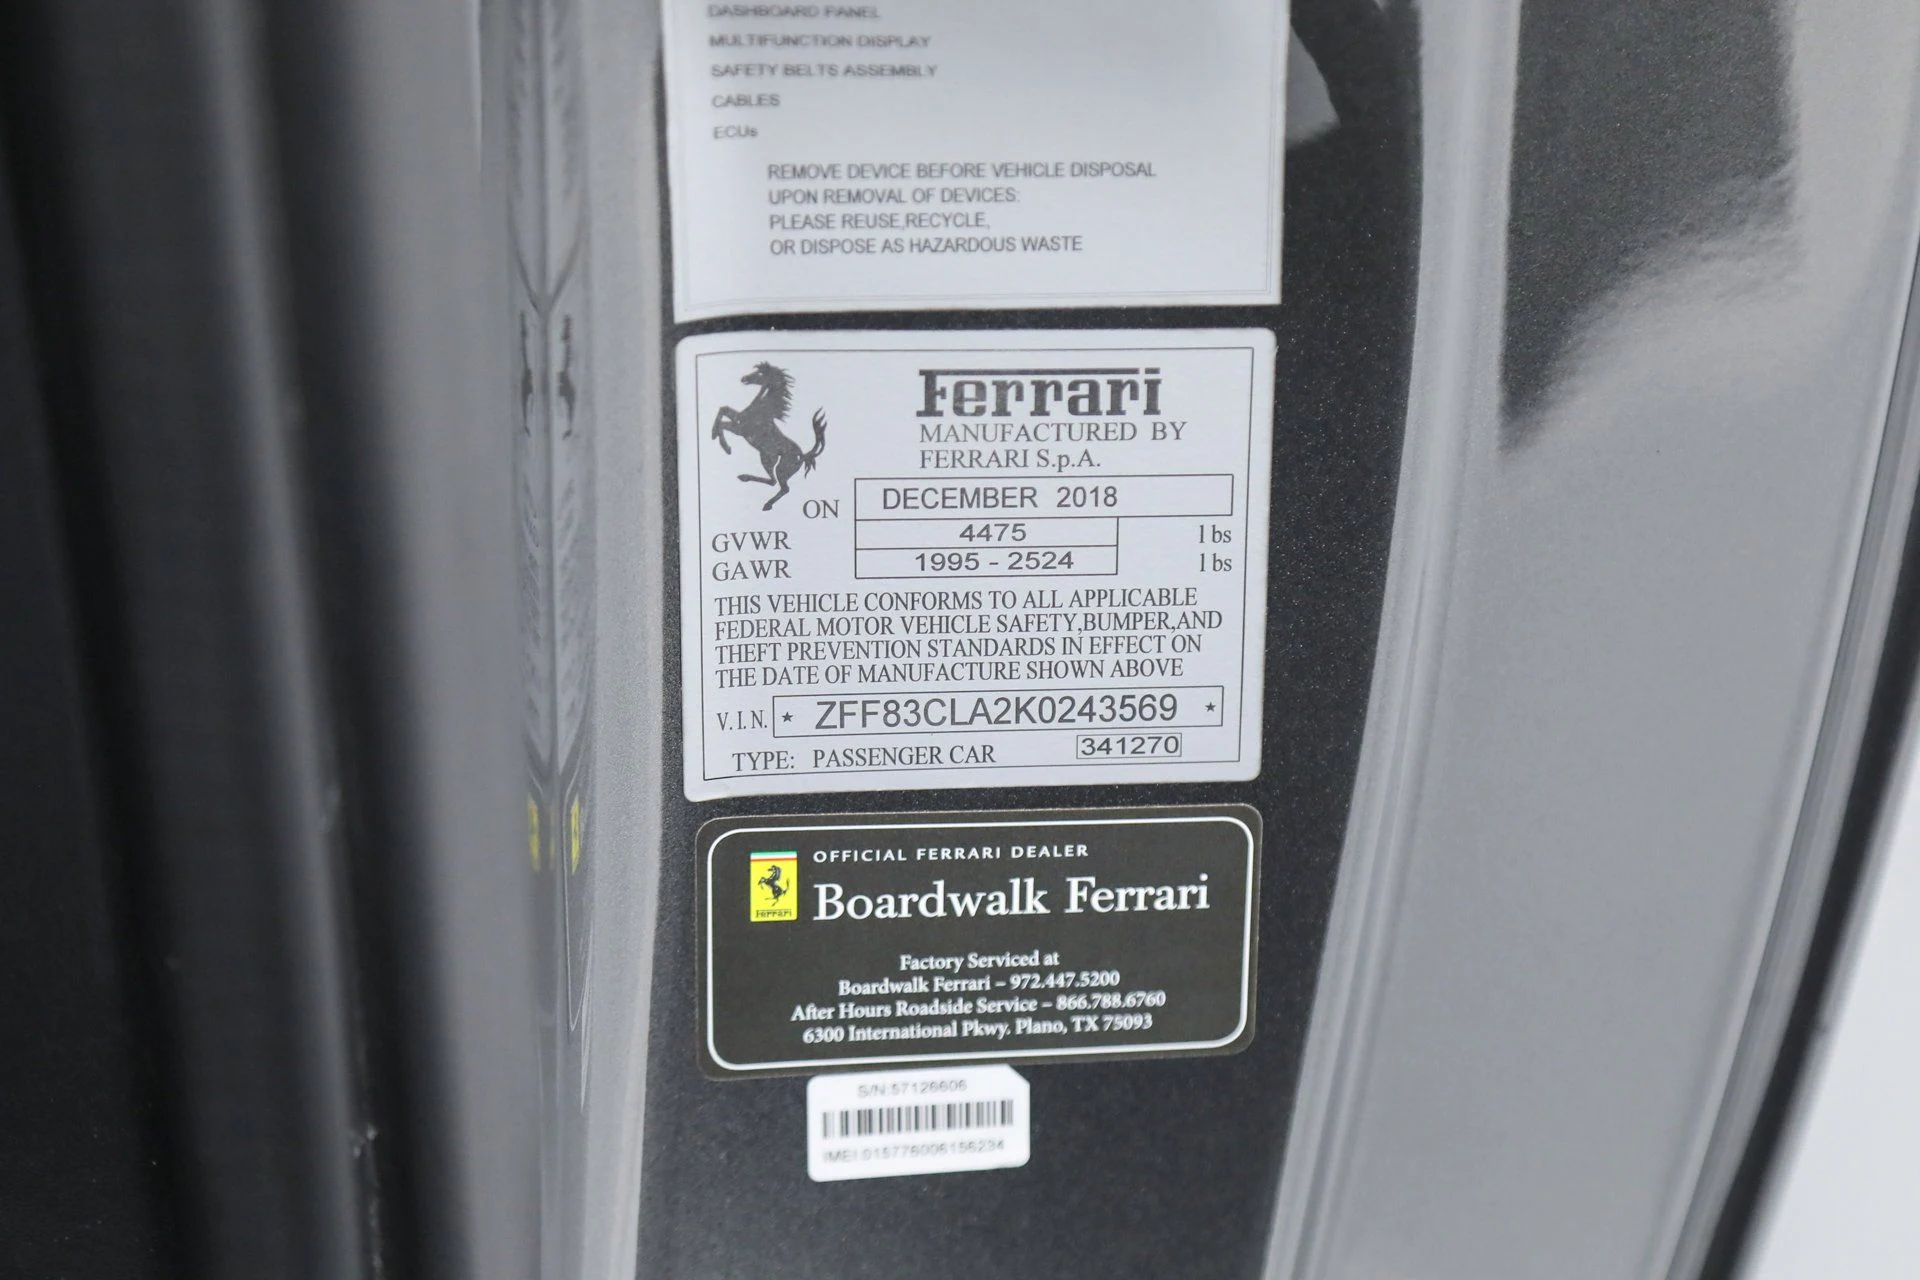 DASHBOARD PANEL
MULTIFUNCTION DISPLAY
SAFETY BELTS ASSEMBLY
CABLES
ECUs
REMOVE DEVICE BEFORE VEHICLE DISPOSAL
UPON REMOVAL OF DEVICES:
PLEASE REUSE,RECYCLE,
OR DISPOSE AS HAZARDOUS WASTE
Ferrari
MANUFACTURED BY
FERRARI S.p.A.
ON DECEMBER 2018
GVWR 4475 lbs
GAWR 1995 - 2524 lbs
THIS VEHICLE CONFORMS TO ALL APPLICABLE
FEDERAL MOTOR VEHICLE SAFETY,BUMPER,AND
THEFT PREVENTION STANDARDS IN EFFECT ON
THE DATE OF MANUFACTURE SHOWN ABOVE
V.I.N. ★ ZFF83CLA2K0243569 ★
TYPE: PASSENGER CAR 341270
OFFICIAL FERRARI DEALER
Ferrari
Boardwalk Ferrari
Factory Serviced at
Boardwalk Ferrari – 972.447.5200
After Hours Roadside Service – 866.788.6760
6300 International Pkwy. Plano, TX 75093
S/N:57126606
IMEI:015778006156234